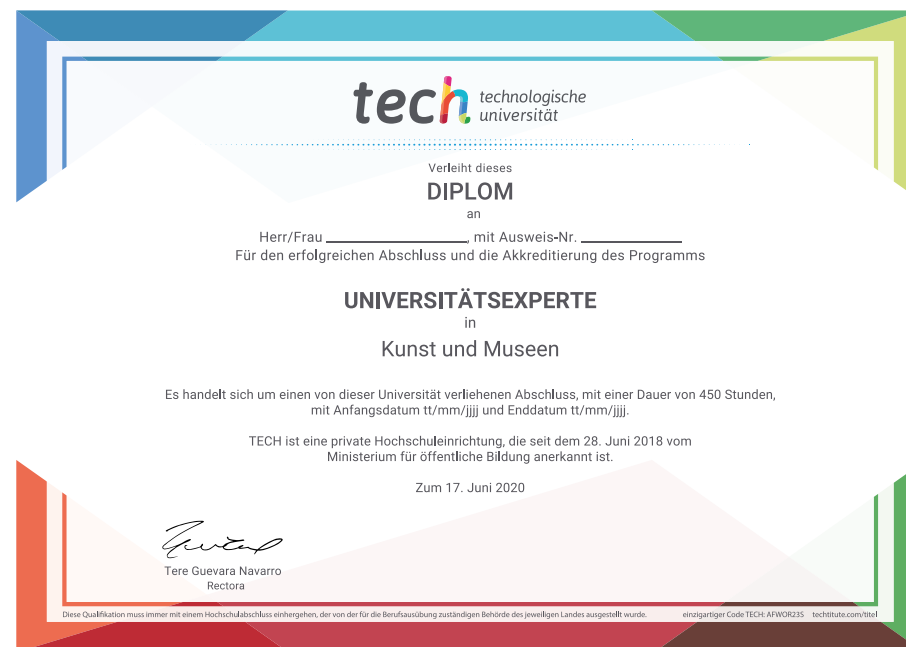 tech technologische
universität
Verleiht dieses
DIPLOM
an
Herr/Frau ____________________, mit Ausweis-Nr. ______________
Für den erfolgreichen Abschluss und die Akkreditierung des Programms
UNIVERSITÄTSEXPERTE
in
Kunst und Museen
Es handelt sich um einen von dieser Universität verliehenen Abschluss, mit einer Dauer von 450 Stunden,
mit Anfangsdatum tt/mm/jjjj und Enddatum tt/mm/jjjj.
TECH ist eine private Hochschuleinrichtung, die seit dem 28. Juni 2018 vom
Ministerium für öffentliche Bildung anerkannt ist.
Zum 17. Juni 2020
Tere Guevara Navarro
Rectora
Diese Qualifikation muss immer mit einem Hochschulabschluss einhergehen, der von der für die Berufsausübung zuständigen Behörde des jeweiligen Landes ausgestellt wurde. einzigartiger Code TECH: AFWOR23S techtitute.com/titel